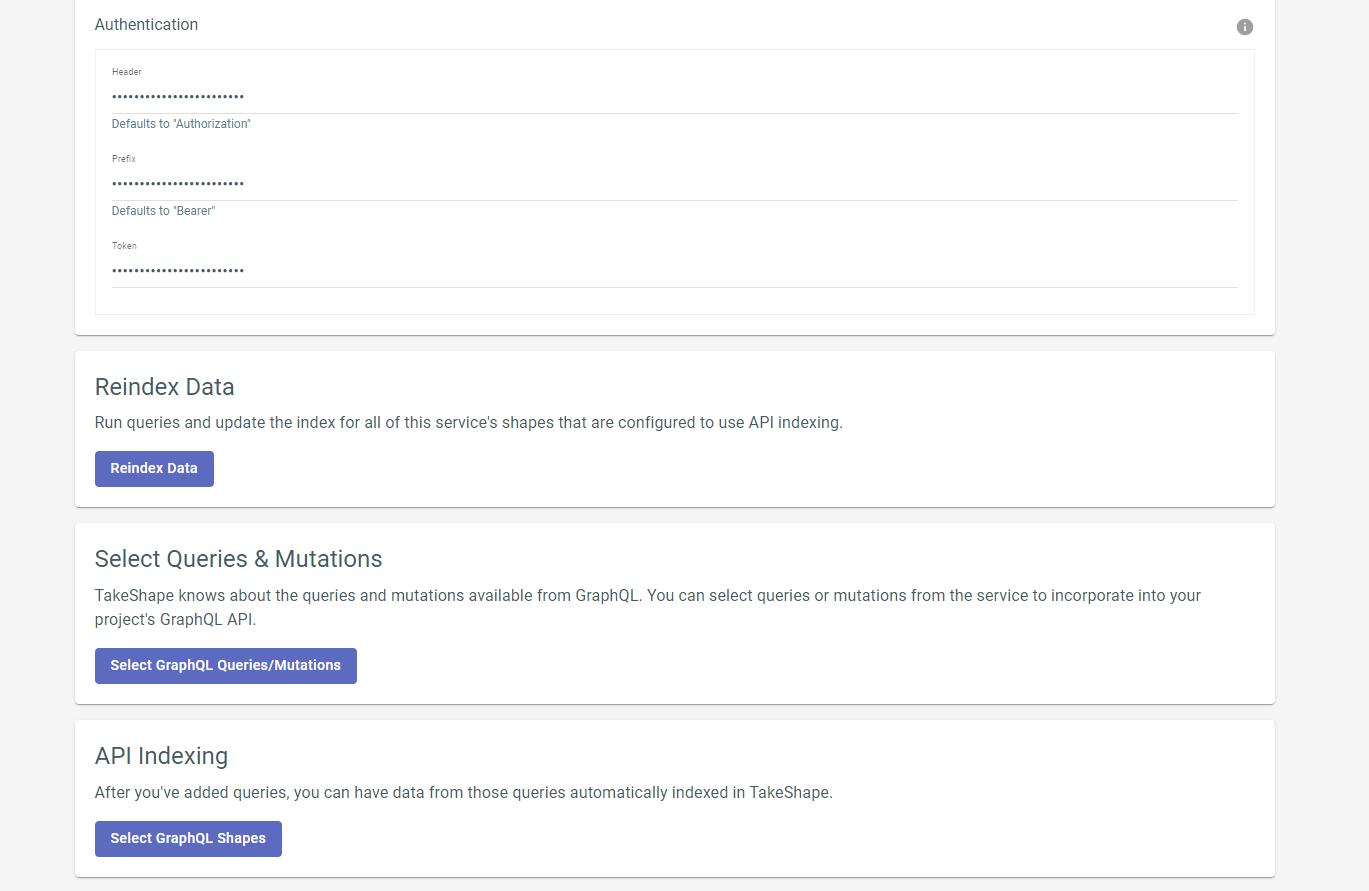 Authentication
Header
••••••••••••••••••••••••
Defaults to "Authorization"
Prefix
••••••••••••••••••••••••
Defaults to "Bearer"
Token
••••••••••••••••••••••••
Reindex Data
Run queries and update the index for all of this service's shapes that are configured to use API indexing.
Reindex Data
Select Queries & Mutations
TakeShape knows about the queries and mutations available from GraphQL. You can select queries or mutations from the service to incorporate into your
project's GraphQL API.
Select GraphQL Queries/Mutations
API Indexing
After you've added queries, you can have data from those queries automatically indexed in TakeShape.
Select GraphQL Shapes